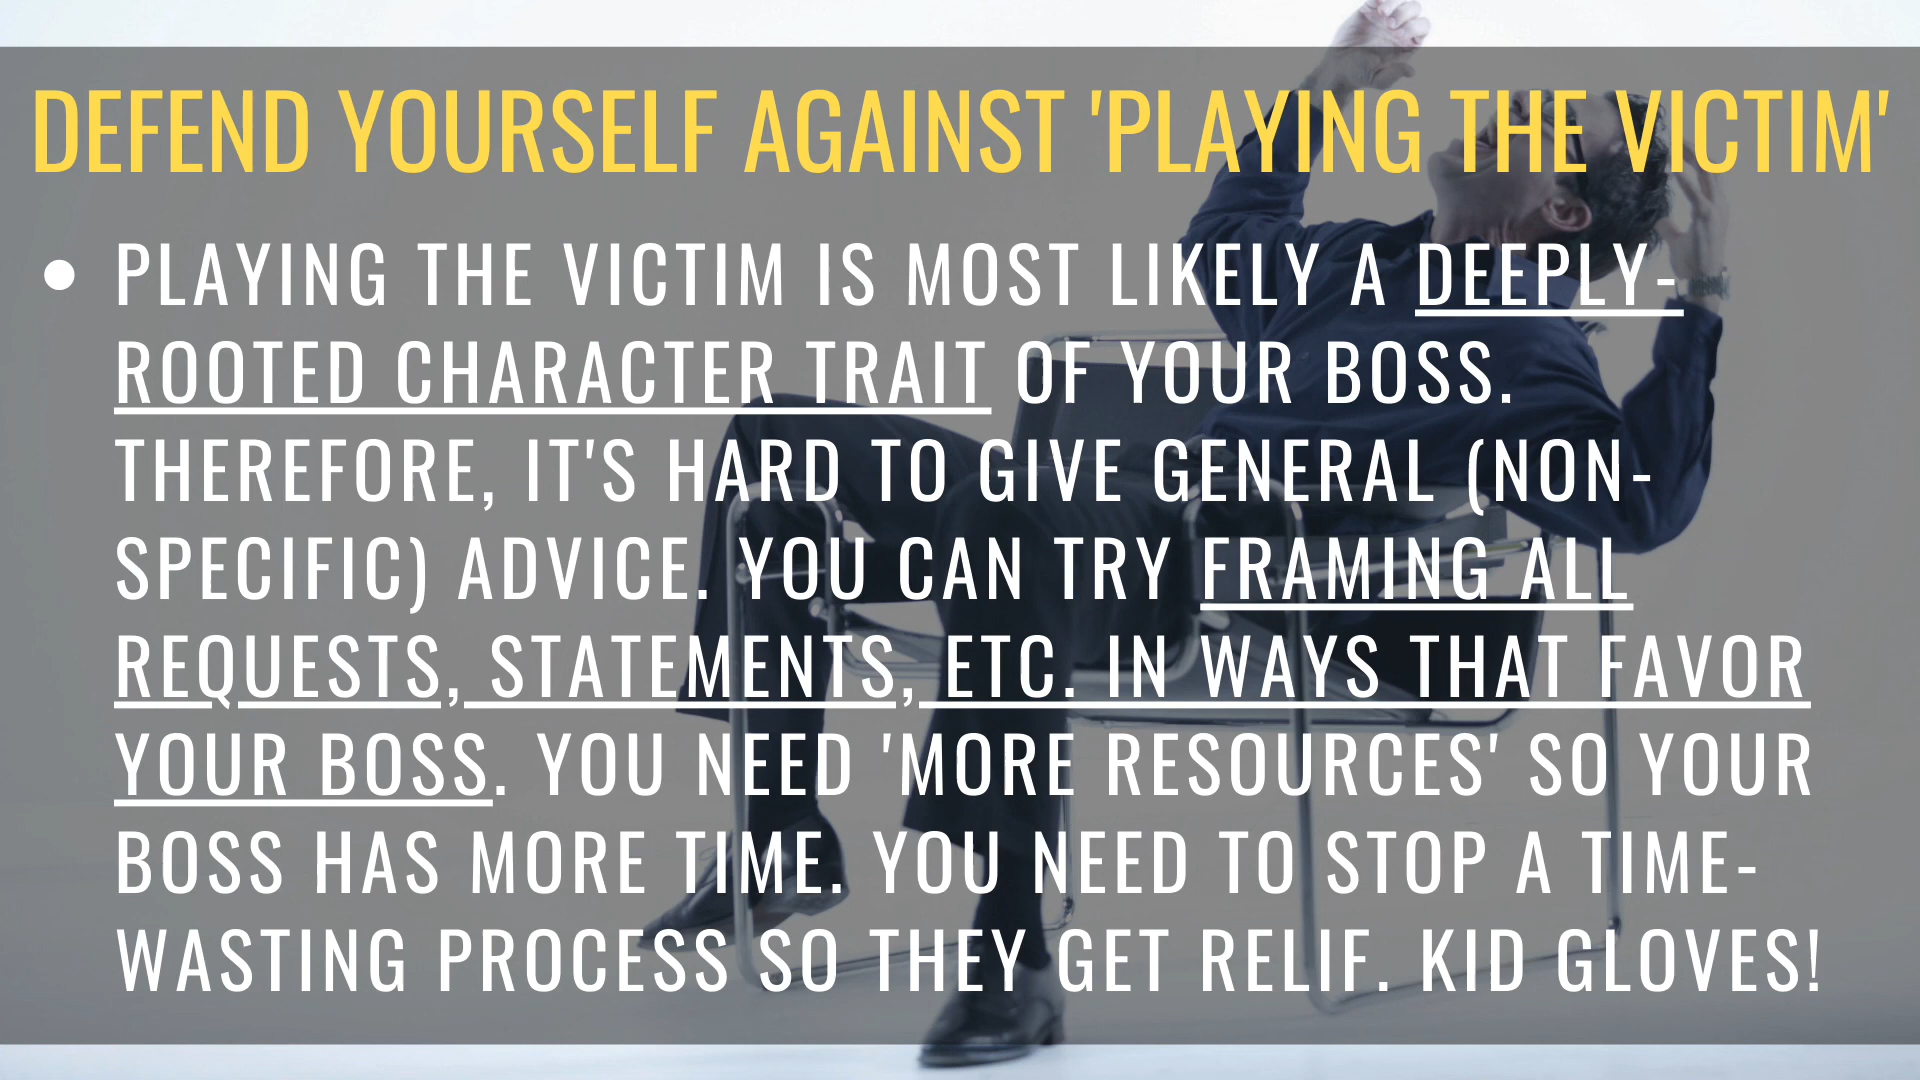 DEFEND YOURSELF AGAINST 'PLAYING THE VICTIM'
• PLAYING THE VICTIM IS MOST LIKELY A DEEPLY-
ROOTED CHARACTER TRAIT OF YOUR BOSS.
THEREFORE, IT'S HARD TO GIVE GENERAL (NON-
SPECIFIC) ADVICE. YOU CAN TRY FRAMING ALL
REQUESTS, STATEMENTS, ETC. IN WAYS THAT FAVOR
YOUR BOSS. YOU NEED 'MORE RESOURCES' SO YOUR
BOSS HAS MORE TIME. YOU NEED TO STOP A TIME-
WASTING PROCESS SO THEY GET RELIF. KID GLOVES!